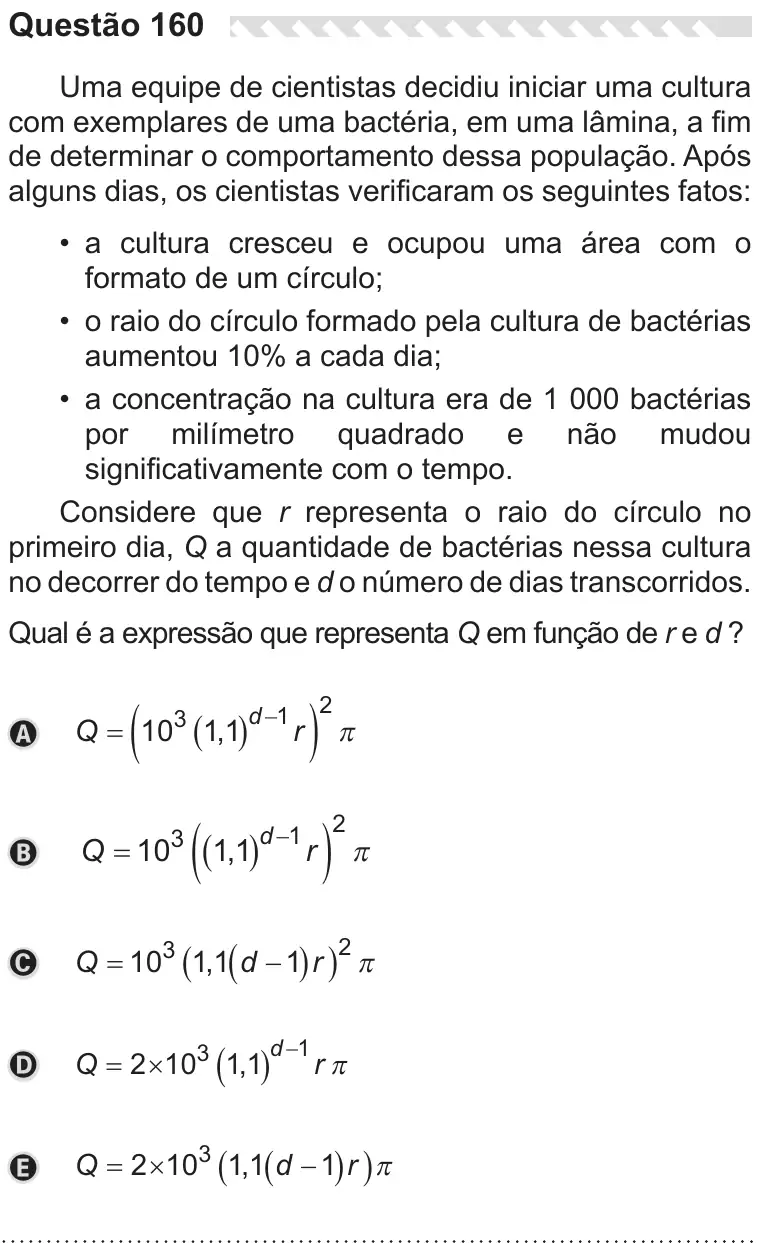 Questão 160
Uma equipe de cientistas decidiu iniciar uma cultura
com exemplares de uma bactéria, em uma lâmina, a fim
de determinar o comportamento dessa população. Após
alguns dias, os cientistas verificaram os seguintes fatos:
• a cultura cresceu e ocupou uma área com o
formato de um círculo;
• o raio do círculo formado pela cultura de bactérias
aumentou 10% a cada dia;
• a concentração na cultura era de 1 000 bactérias
por milímetro quadrado e não mudou
significativamente com o tempo.
Considere que r representa o raio do círculo no
primeiro dia, Q a quantidade de bactérias nessa cultura
no decorrer do tempo e d o número de dias transcorridos.
Qual é a expressão que representa Q em função de r e d ?
A Q = (10³ (1,1)^{d−1} r)² π
B Q = 10³ ((1,1)^{d−1} r)² π
C Q = 10³ (1,1(d − 1)r)² π
D Q = 2×10³ (1,1)^{d−1} r π
E Q = 2×10³ (1,1(d − 1)r) π